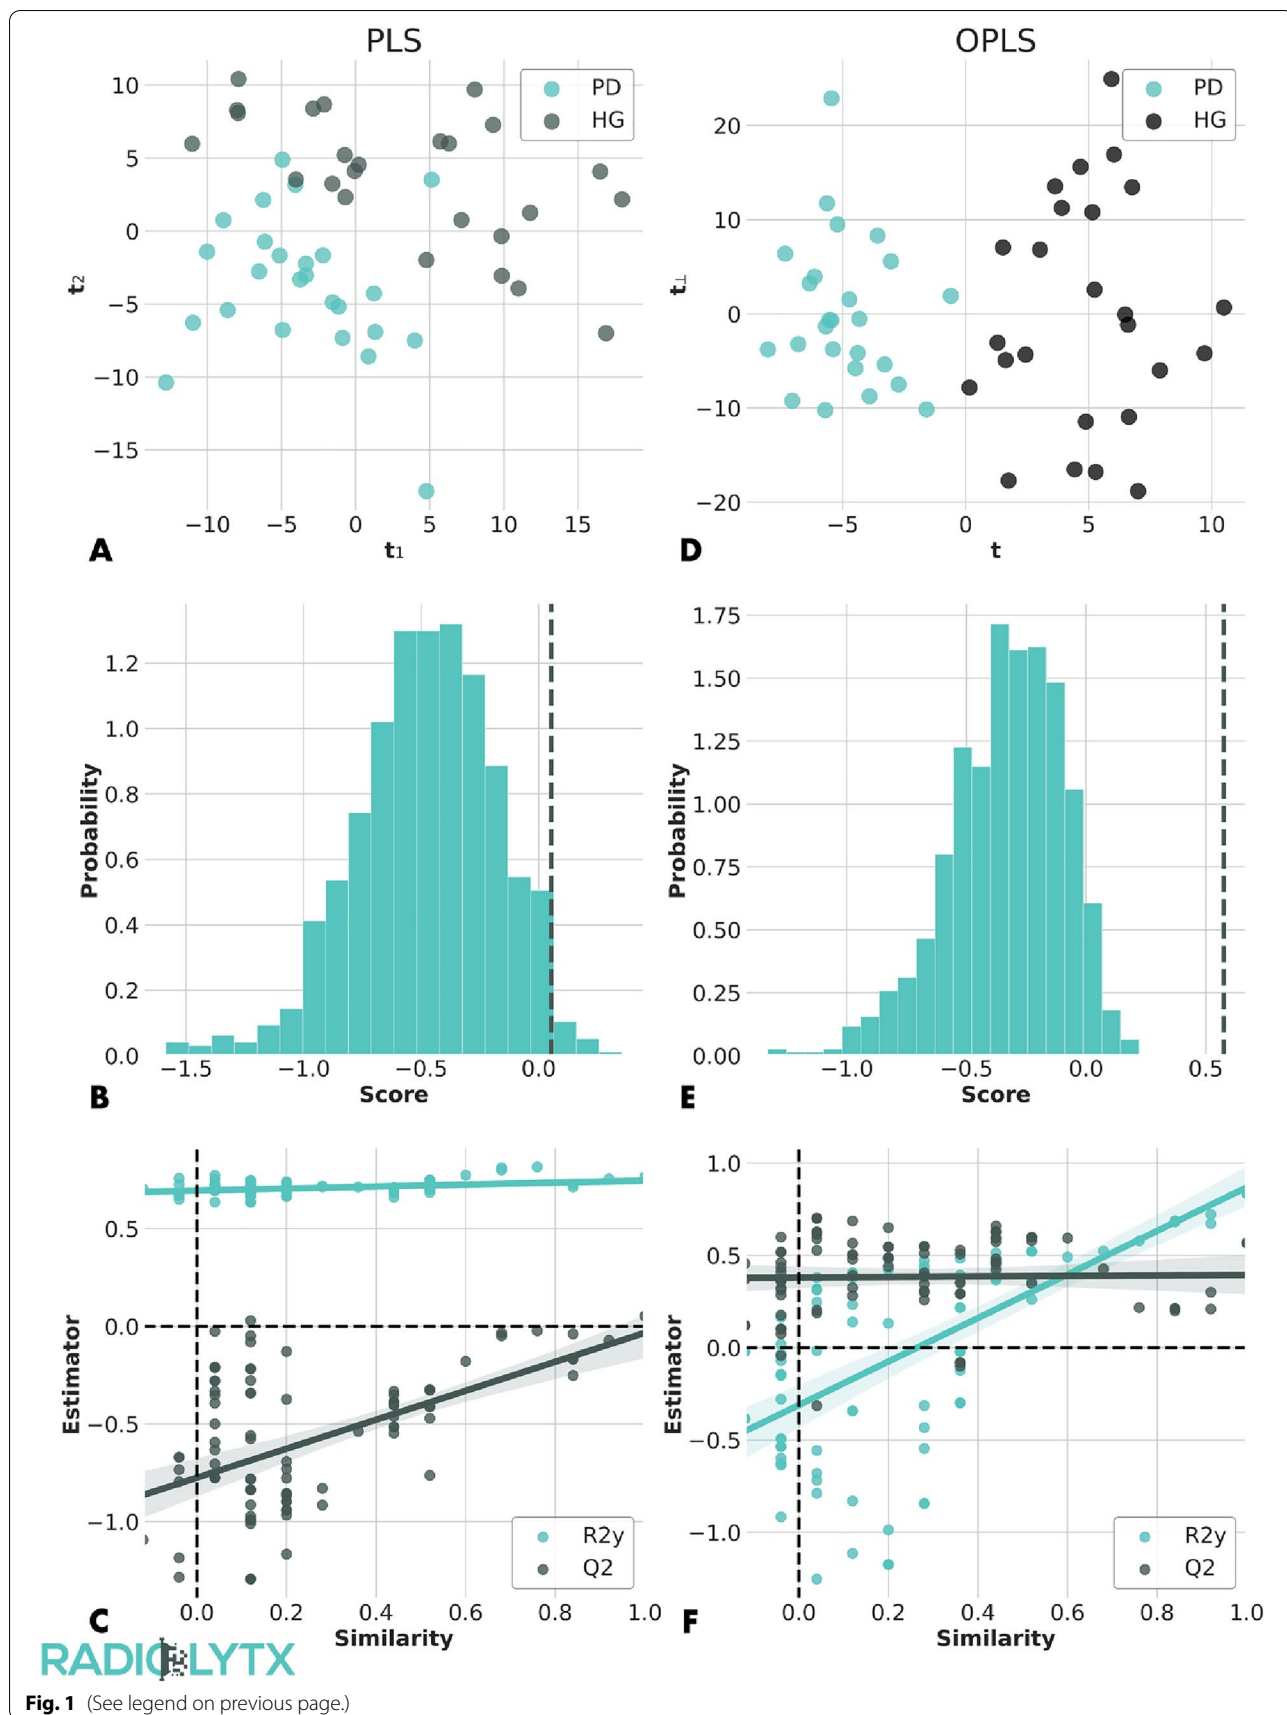 PLS
10
5
0
−5
−10
−15
t2
PD
HG
−10 −5 0 5 10 15
t1
A
OPLS
20
10
0
−10
−20
t⊥
PD
HG
−5 0 5 10
t
D
1.2
1.0
0.8
0.6
0.4
0.2
0.0
Probability
−1.5 −1.0 −0.5 0.0
Score
B
1.75
1.50
1.25
1.00
0.75
0.50
0.25
0.00
Probability
−1.0 −0.5 0.0 0.5
Score
E
0.5
0.0
−0.5
−1.0
Estimator
R2y
Q2
0.0 0.2 0.4 0.6 0.8 1.0
Similarity
C
1.0
0.5
0.0
−0.5
−1.0
Estimator
R2y
Q2
0.0 0.2 0.4 0.6 0.8 1.0
Similarity
F
RADIOLYTX
Fig. 1 (See legend on previous page.)